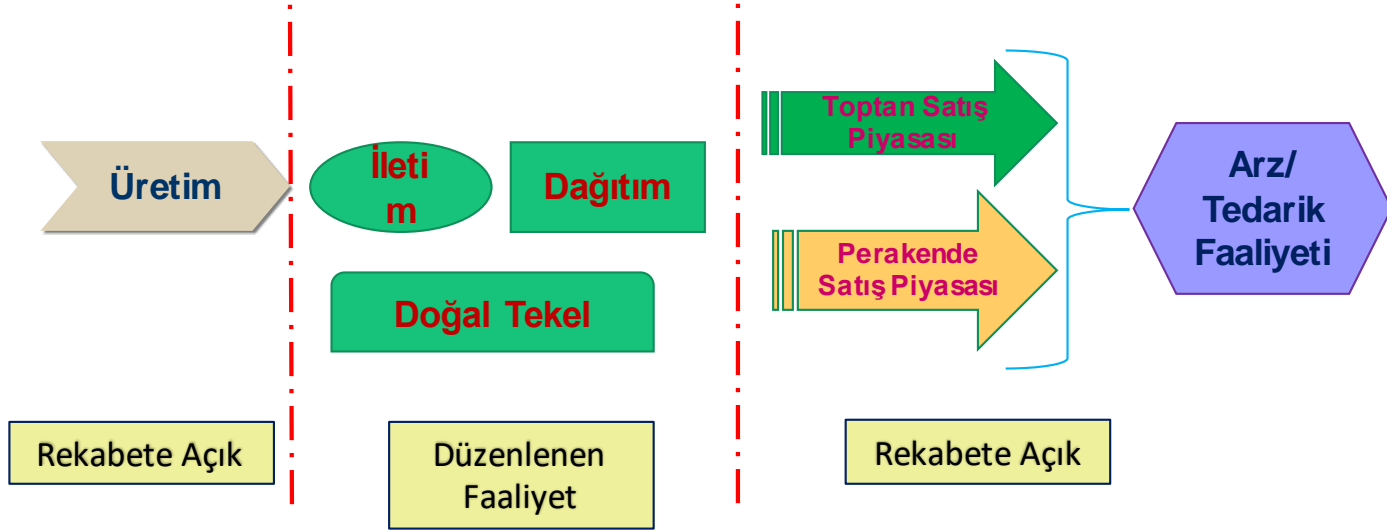 Üretim
İleti
m
Dağıtım
Doğal Tekel
Toptan Satış
Piyasası
Perakende
Satış Piyasası
Arz/
Tedarik
Faaliyeti
Rekabete Açık
Düzenlenen
Faaliyet
Rekabete Açık